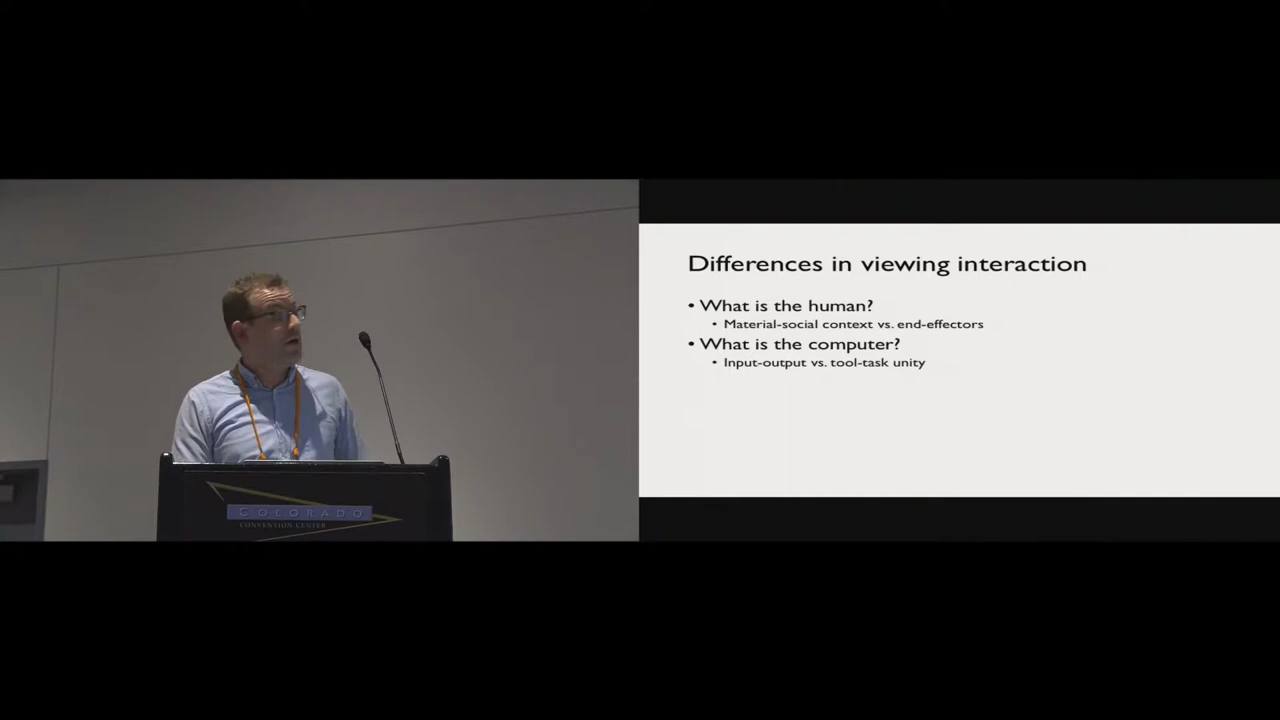 COLORADO
CONVENTION CENTER
Differences in viewing interaction
• What is the human?
• Material-social context vs. end-effectors
• What is the computer?
• Input-output vs. tool-task unity